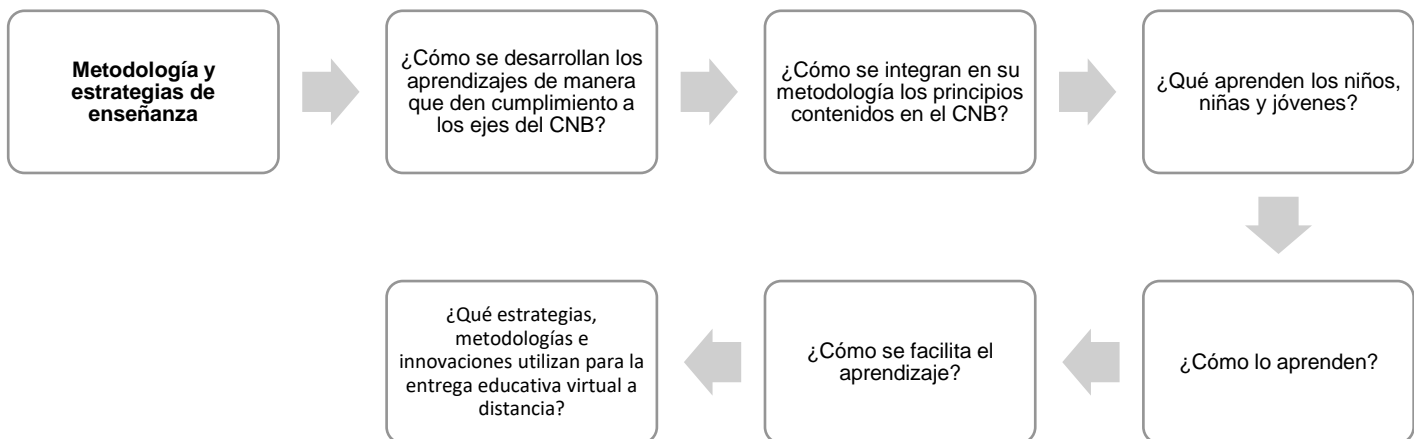 Metodología y
estrategias de
enseñanza
¿Cómo se desarrollan los
aprendizajes de manera
que den cumplimiento a
los ejes del CNB?
¿Cómo se integran en su
metodología los principios
contenidos en el CNB?
¿Qué aprenden los niños,
niñas y jóvenes?
¿Cómo lo aprenden?
¿Cómo se facilita el
aprendizaje?
¿Qué estrategias,
metodologías e
innovaciones utilizan para la
entrega educativa virtual a
distancia?